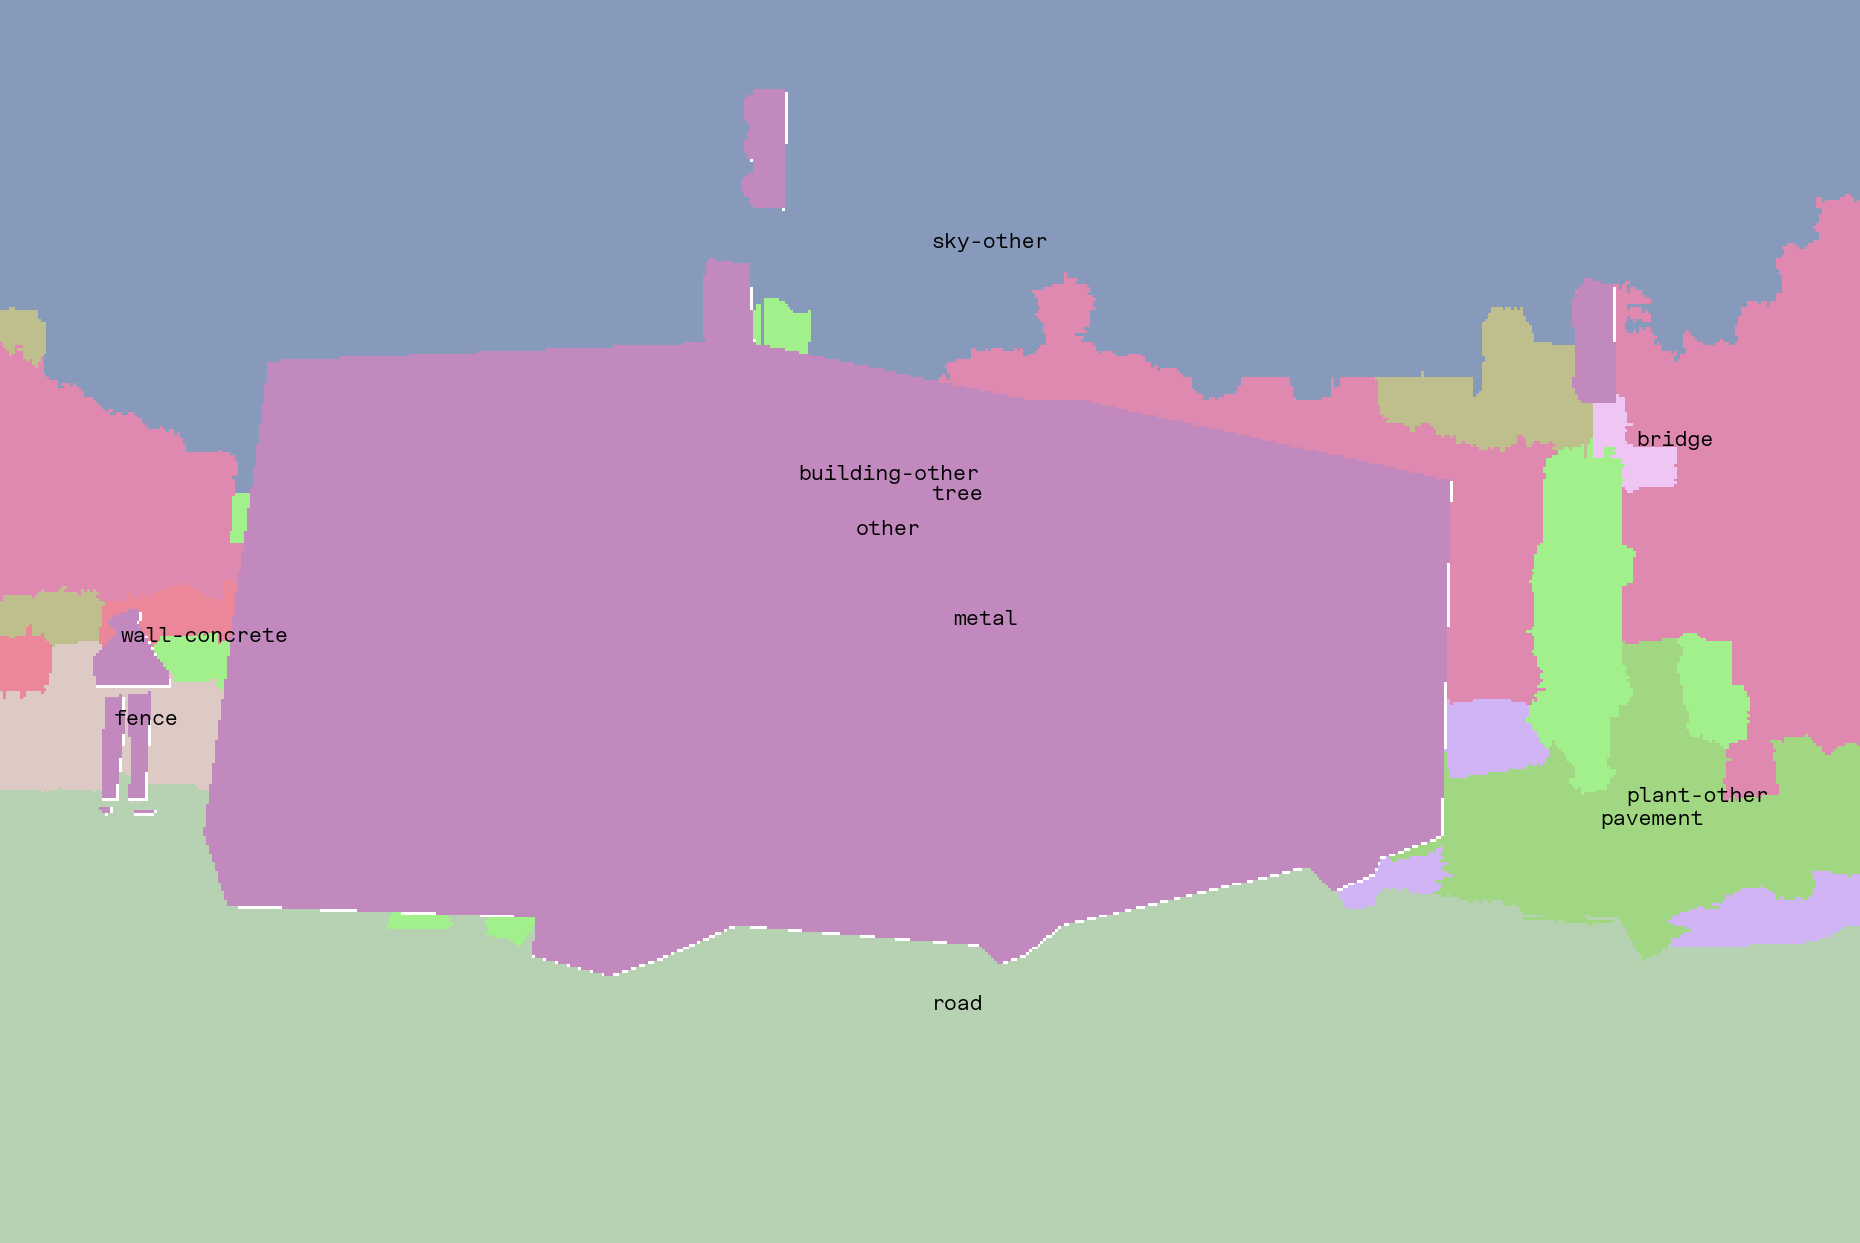 sky-other
bridge
building-other
tree
other
metal
wall-concrete
fence
plant-other
pavement
road